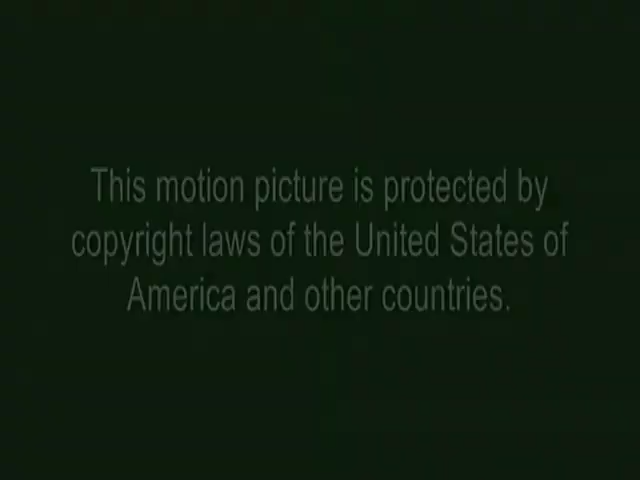 This motion picture is protected by
copyright laws of the United States of
America and other countries.